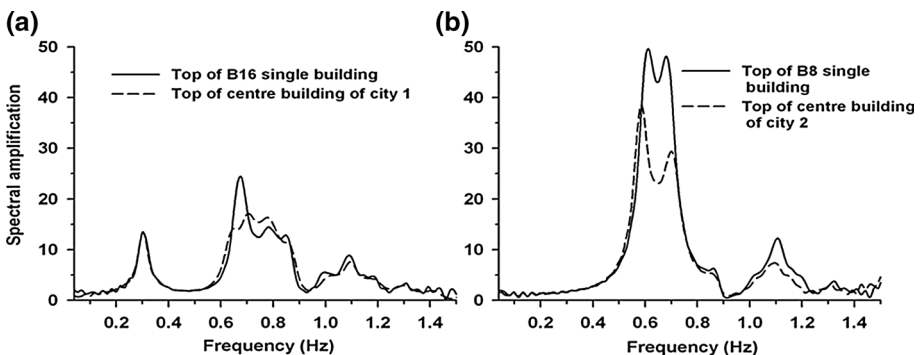 (a)
50
40
30
20
10
0
Spectral amplification
Top of B16 single building
Top of centre building of city 1
0.2 0.4 0.6 0.8 1.0 1.2 1.4
Frequency (Hz)
(b)
50
40
30
20
10
0
Top of B8 single
building
Top of centre building
of city 2
0.2 0.4 0.6 0.8 1.0 1.2 1.4
Frequency (Hz)